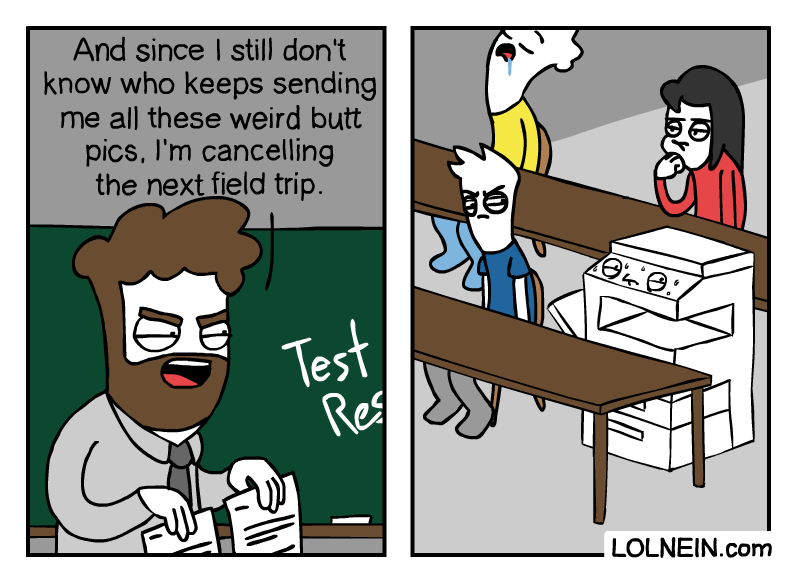 And since I still don't
know who keeps sending
me all these weird butt
pics, I'm cancelling
the next field trip.
Test
Res
LOLNEIN.com